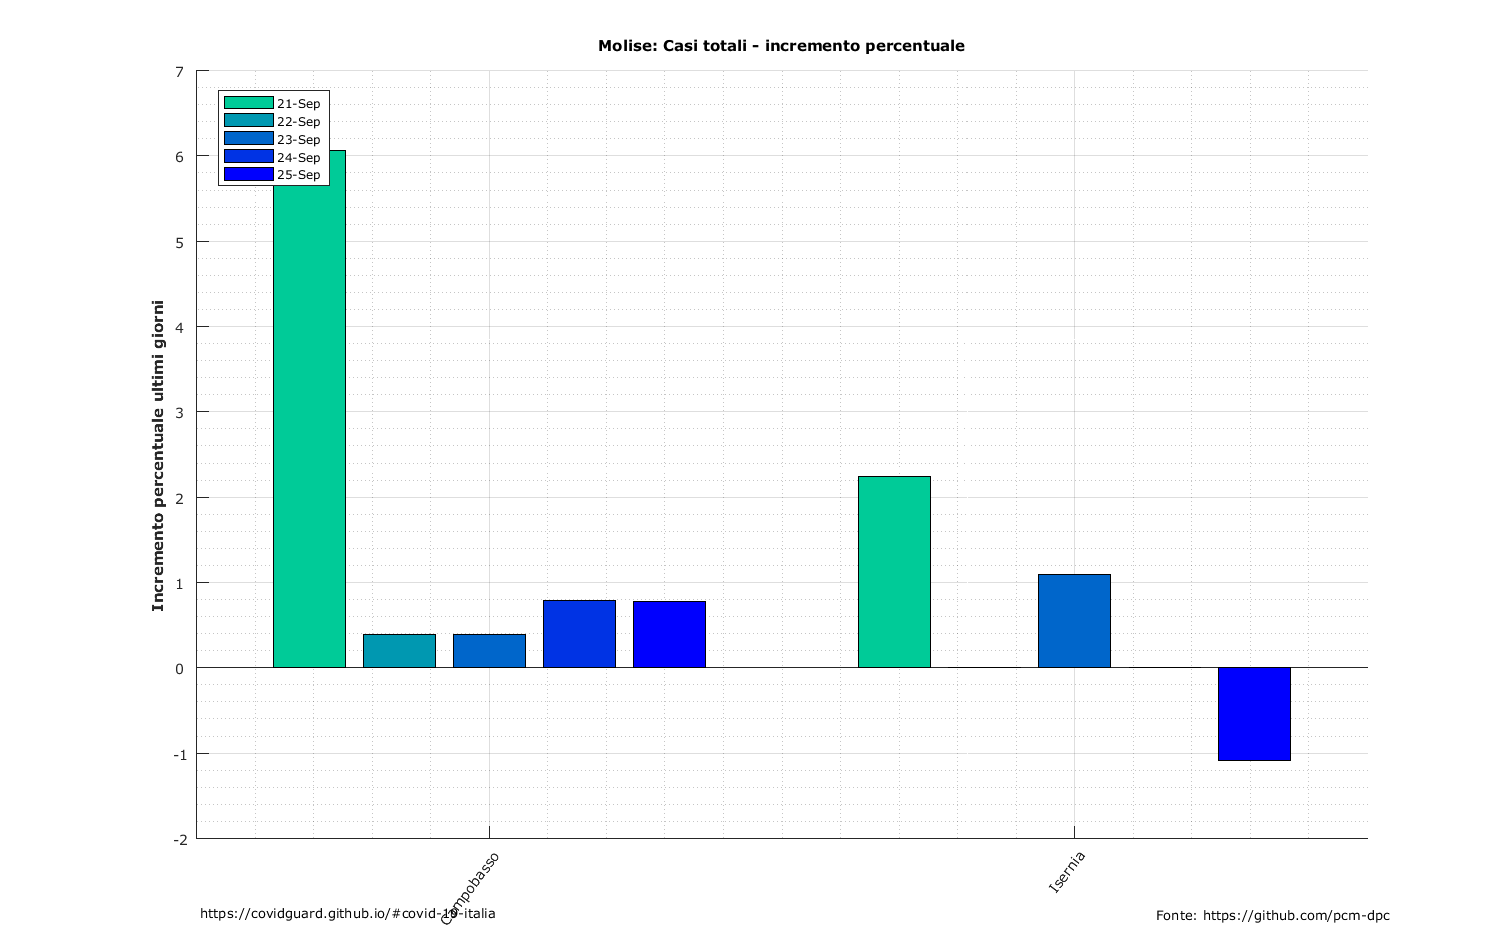 Molise: Casi totali - incremento percentuale
7
6
5
4
3
2
1
0
-1
-2
Incremento percentuale ultimi giorni
21-Sep
22-Sep
23-Sep
24-Sep
25-Sep
Campobasso
Isernia
https://covidguard.github.io/#covid-19-italia
Fonte: https://github.com/pcm-dpc